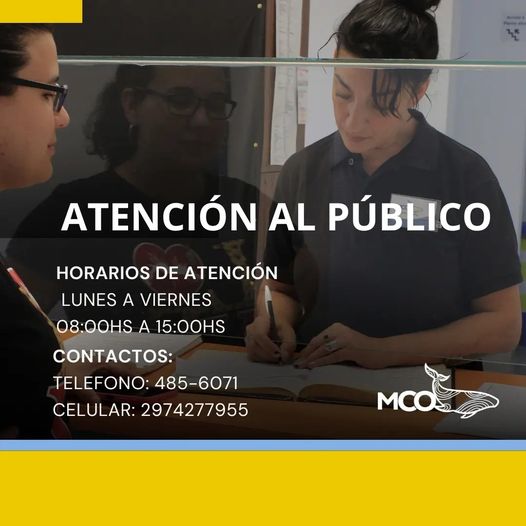 ATENCIÓN AL PÚBLICO
HORARIOS DE ATENCIÓN
LUNES A VIERNES
08:00HS A 15:00HS
CONTACTOS:
TELEFONO: 485-6071
CELULAR: 2974277955
MCO